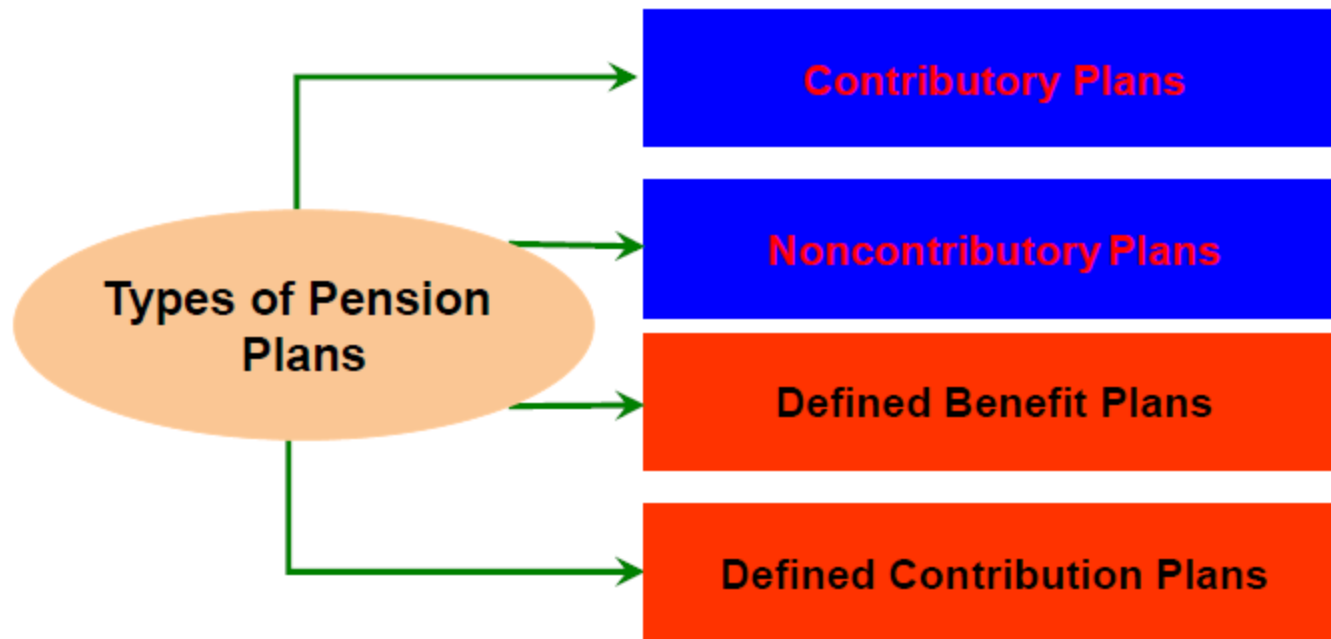 Contributory Plans
Noncontributory Plans
Types of Pension
Plans
Defined Benefit Plans
Defined Contribution Plans